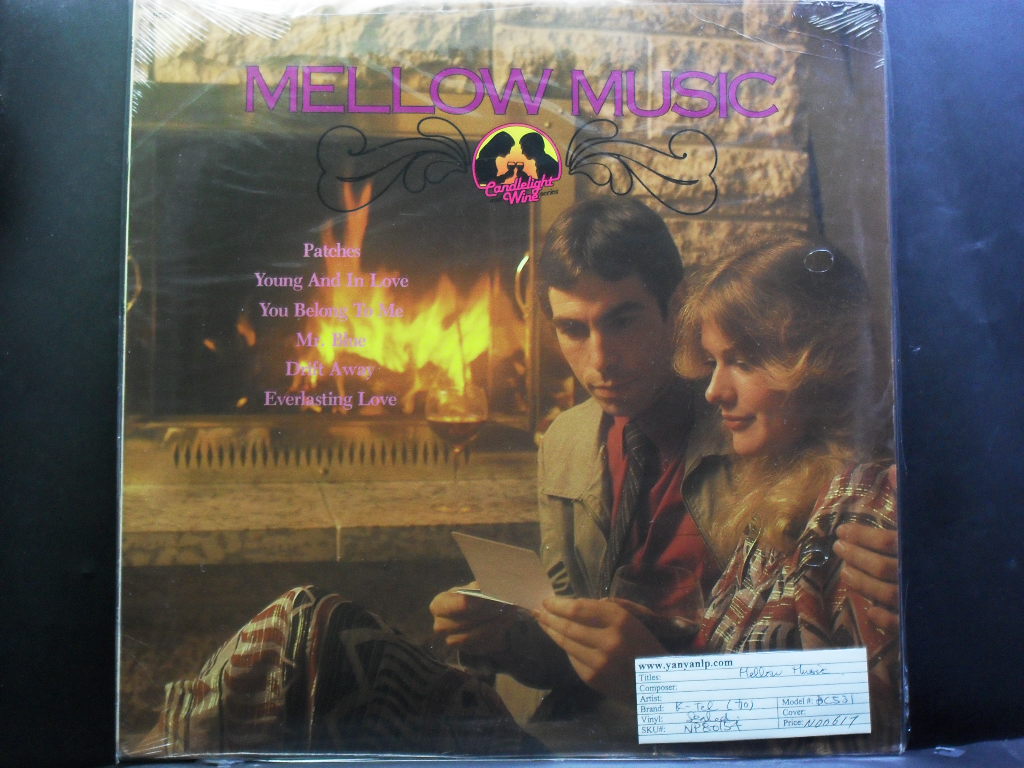 MELLOW MUSIC
Candlelight
Wine series
Patches
Young And In Love
You Belong To Me
Mr. Blue
Drift Away
Everlasting Love
www.yanyanlp.com
Titles: Mellow Music
Composer:
Artist:
Brand: K-Tel
Model #:
Vinyl: Sealed
Cover:
SKU#:
Price: